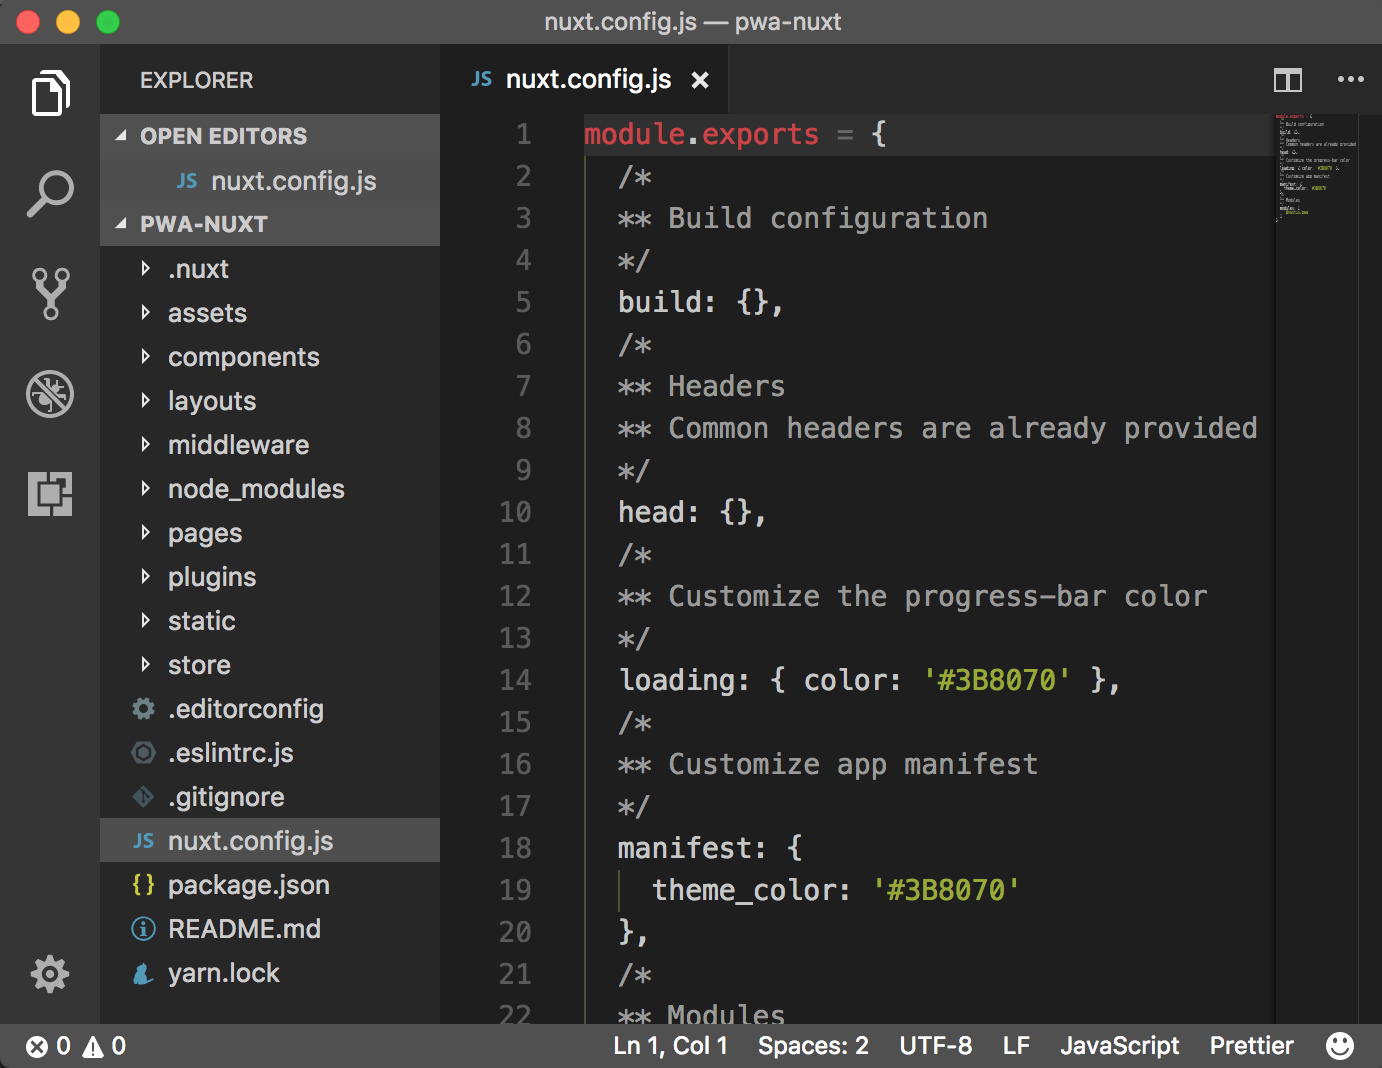 nuxt.config.js — pwa-nuxt
EXPLORER
OPEN EDITORS
JS nuxt.config.js
PWA-NUXT
.nuxt
assets
components
layouts
middleware
node_modules
pages
plugins
static
store
.editorconfig
.eslintrc.js
.gitignore
JS nuxt.config.js
{} package.json
README.md
yarn.lock
JS nuxt.config.js ×
1 module.exports = {
2 /*
3 ** Build configuration
4 */
5 build: {},
6 /*
7 ** Headers
8 ** Common headers are already provided
9 */
10 head: {},
11 /*
12 ** Customize the progress-bar color
13 */
14 loading: { color: '#3B8070' },
15 /*
16 ** Customize app manifest
17 */
18 manifest: {
19 theme_color: '#3B8070'
20 },
21 /*
22 ** Modules
0 0 Ln 1, Col 1 Spaces: 2 UTF-8 LF JavaScript Prettier